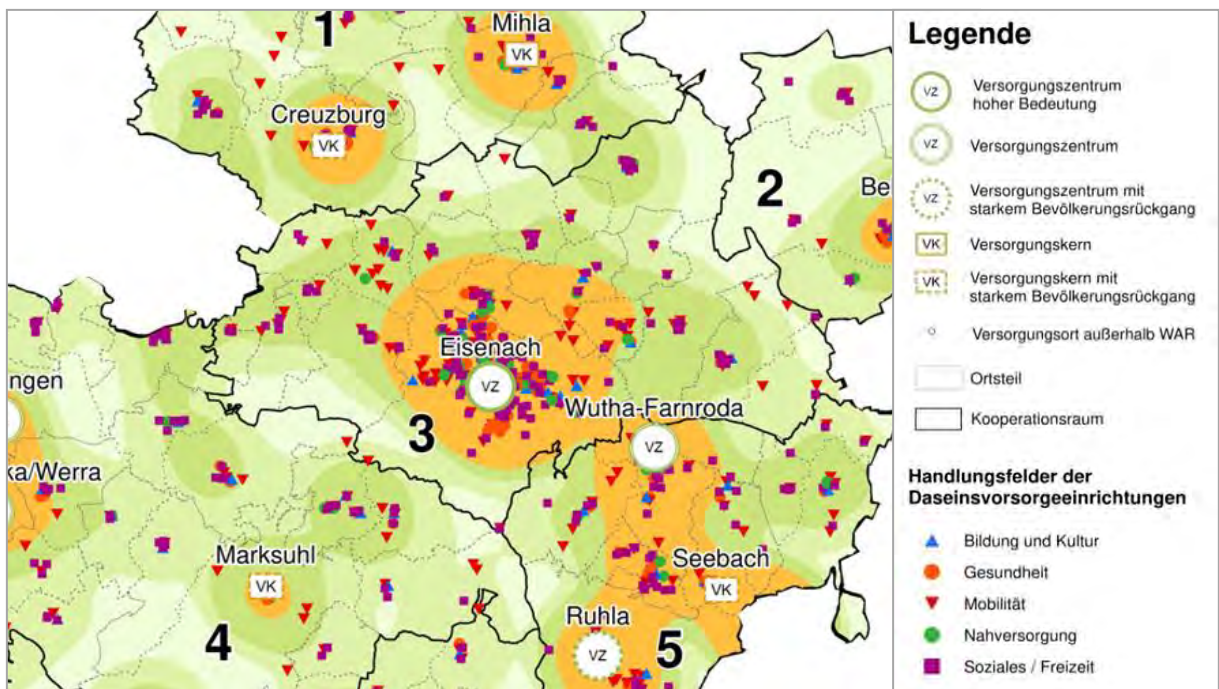 1
Mihla
VK
Creuzburg
VK
2
Be
Eisenach
VZ
Wutha-Farnroda
VZ
3
ngen
ka/Werra
Marksuhl
VK
Seebach
VK
4
Ruhla
VZ
5
Legende
VZ
Versorgungszentrum
hoher Bedeutung
VZ
Versorgungszentrum
VZ
Versorgungszentrum mit
starkem Bevölkerungsrückgang
VK
Versorgungskern
VK
Versorgungskern mit
starkem Bevölkerungsrückgang
Versorgungsort außerhalb WAR
Ortsteil
Kooperationsraum
Handlungsfelder der
Daseinsvorsorgeeinrichtungen
Bildung und Kultur
Gesundheit
Mobilität
Nahversorgung
Soziales / Freizeit